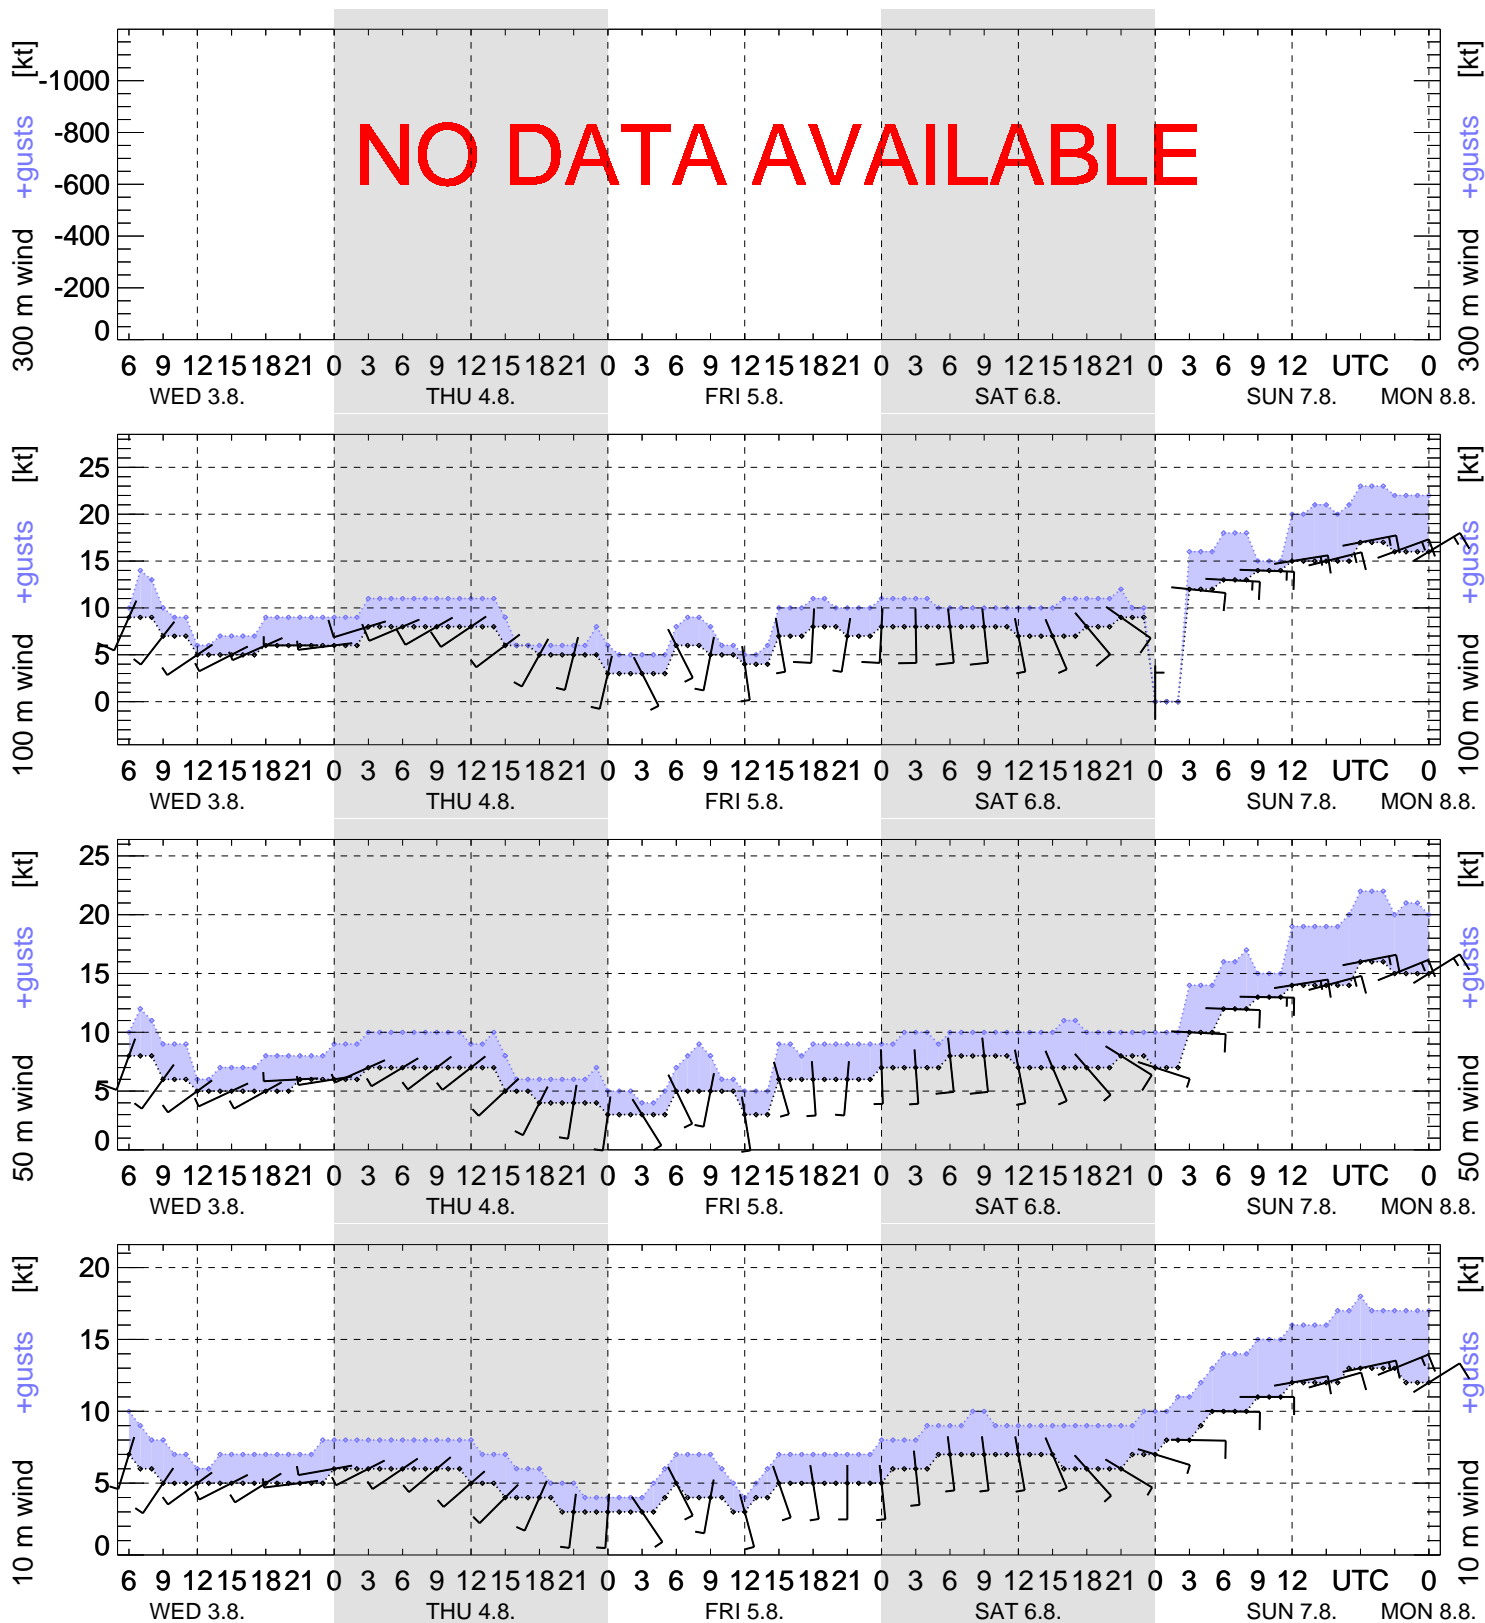 300 m wind +gusts [kt]
-1000
-800
-600
-400
-200
0
NO DATA AVAILABLE
300 m wind +gusts [kt]
6 9 12 15 18 21 0 3 6 9 12 15 18 21 0 3 6 9 12 15 18 21 0 3 6 9 12 15 18 21 0 3 6 9 12 UTC 0
WED 3.8. THU 4.8. FRI 5.8. SAT 6.8. SUN 7.8. MON 8.8.
100 m wind +gusts [kt]
25
20
15
10
5
0
100 m wind +gusts [kt]
6 9 12 15 18 21 0 3 6 9 12 15 18 21 0 3 6 9 12 15 18 21 0 3 6 9 12 15 18 21 0 3 6 9 12 UTC 0
WED 3.8. THU 4.8. FRI 5.8. SAT 6.8. SUN 7.8. MON 8.8.
50 m wind +gusts [kt]
25
20
15
10
5
0
50 m wind +gusts [kt]
6 9 12 15 18 21 0 3 6 9 12 15 18 21 0 3 6 9 12 15 18 21 0 3 6 9 12 15 18 21 0 3 6 9 12 UTC 0
WED 3.8. THU 4.8. FRI 5.8. SAT 6.8. SUN 7.8. MON 8.8.
10 m wind +gusts [kt]
20
15
10
5
0
10 m wind +gusts [kt]
6 9 12 15 18 21 0 3 6 9 12 15 18 21 0 3 6 9 12 15 18 21 0 3 6 9 12 15 18 21 0 3 6 9 12 UTC 0
WED 3.8. THU 4.8. FRI 5.8. SAT 6.8. SUN 7.8. MON 8.8.